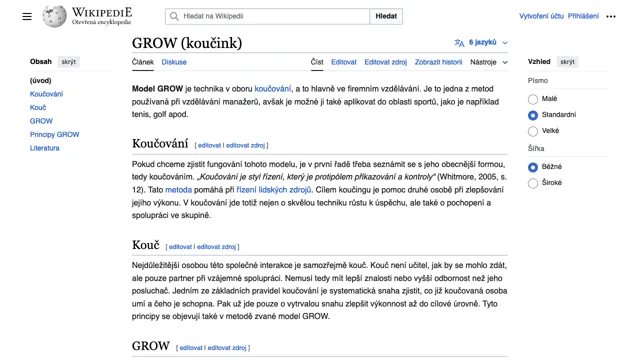 WIKIPEDIE
Otevřená encyklopedie
Hledat na Wikipedii
Hledat
Vytvoření účtu
Přihlášení
Obsah
skrýt
(úvod)
Koučování
Kouč
GROW
Principy GROW
Literatura
GROW (koučink)
6 jazyků
Článek
Diskuse
Číst
Editovat
Editovat zdroj
Zobrazit historii
Nástroje
Model GROW je technika v oboru koučování, a to hlavně ve firemním vzdělávání. Je to jedna z metod
používaná při vzdělávání manažerů, avšak je možné ji také aplikovat do oblasti sportů, jako je například
tenis, golf apod.
Koučování [ editovat | editovat zdroj ]
Pokud chceme zjistit fungování tohoto modelu, je v první řadě třeba seznámit se s jeho obecnější formou,
tedy koučováním. „Koučování je styl řízení, který je protipólem přikazování a kontroly“ (Whitmore, 2005, s.
12). Tato metoda pomáhá při řízení lidských zdrojů. Cílem koučingu je pomoc druhé osobě při zlepšování
jejího výkonu. V koučování jde totiž nejen o skvělou techniku růstu k úspěchu, ale také o pochopení a
spolupráci ve skupině.
Kouč [ editovat | editovat zdroj ]
Nejdůležitější osobou této společné interakce je samozřejmě kouč. Kouč není učitel, jak by se mohlo zdát,
ale pouze partner při vzájemné spolupráci. Nemusí tedy mít lepší znalosti nebo vyšší odbornost než jeho
posluchač. Jedním ze základních pravidel koučování je systematická snaha zjistit, co již koučovaná osoba
umí a čeho je schopna. Pak už jde pouze o vytrvalou snahu zlepšit výkonnost až do cílové úrovně. Tyto
principy se objevují také v metodě zvané model GROW.
GROW [ editovat | editovat zdroj ]
Vzhled
skrýt
Písmo
Malé
Standardní
Velké
Šířka
Běžné
Široké